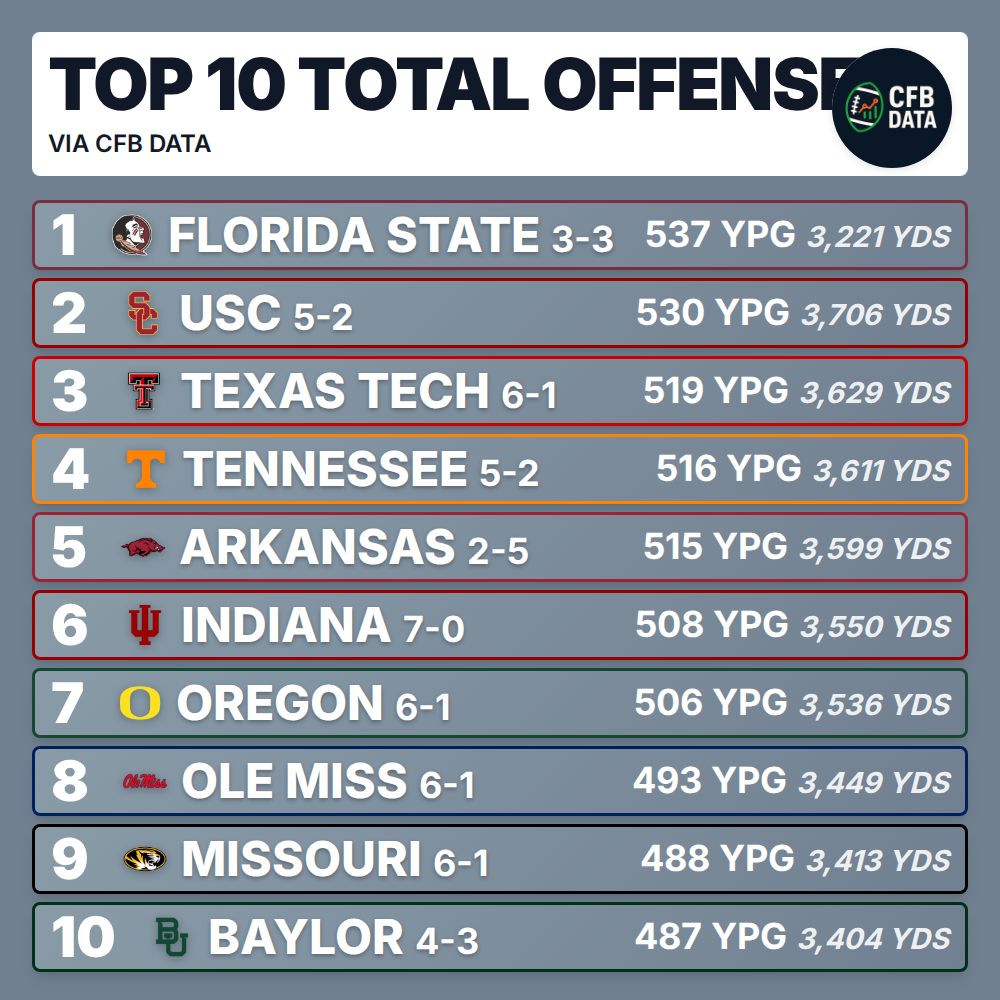 TOP 10 TOTAL OFFENSE
CFB
DATA
VIA CFB DATA
1 FLORIDA STATE 3-3 537 YPG 3,221 YDS
2 USC 5-2 530 YPG 3,706 YDS
3 TEXAS TECH 6-1 519 YPG 3,629 YDS
4 TENNESSEE 5-2 516 YPG 3,611 YDS
5 ARKANSAS 2-5 515 YPG 3,599 YDS
6 INDIANA 7-0 508 YPG 3,550 YDS
7 OREGON 6-1 506 YPG 3,536 YDS
8 Ole Miss OLE MISS 6-1 493 YPG 3,449 YDS
9 MISSOURI 6-1 488 YPG 3,413 YDS
10 BU BAYLOR 4-3 487 YPG 3,404 YDS